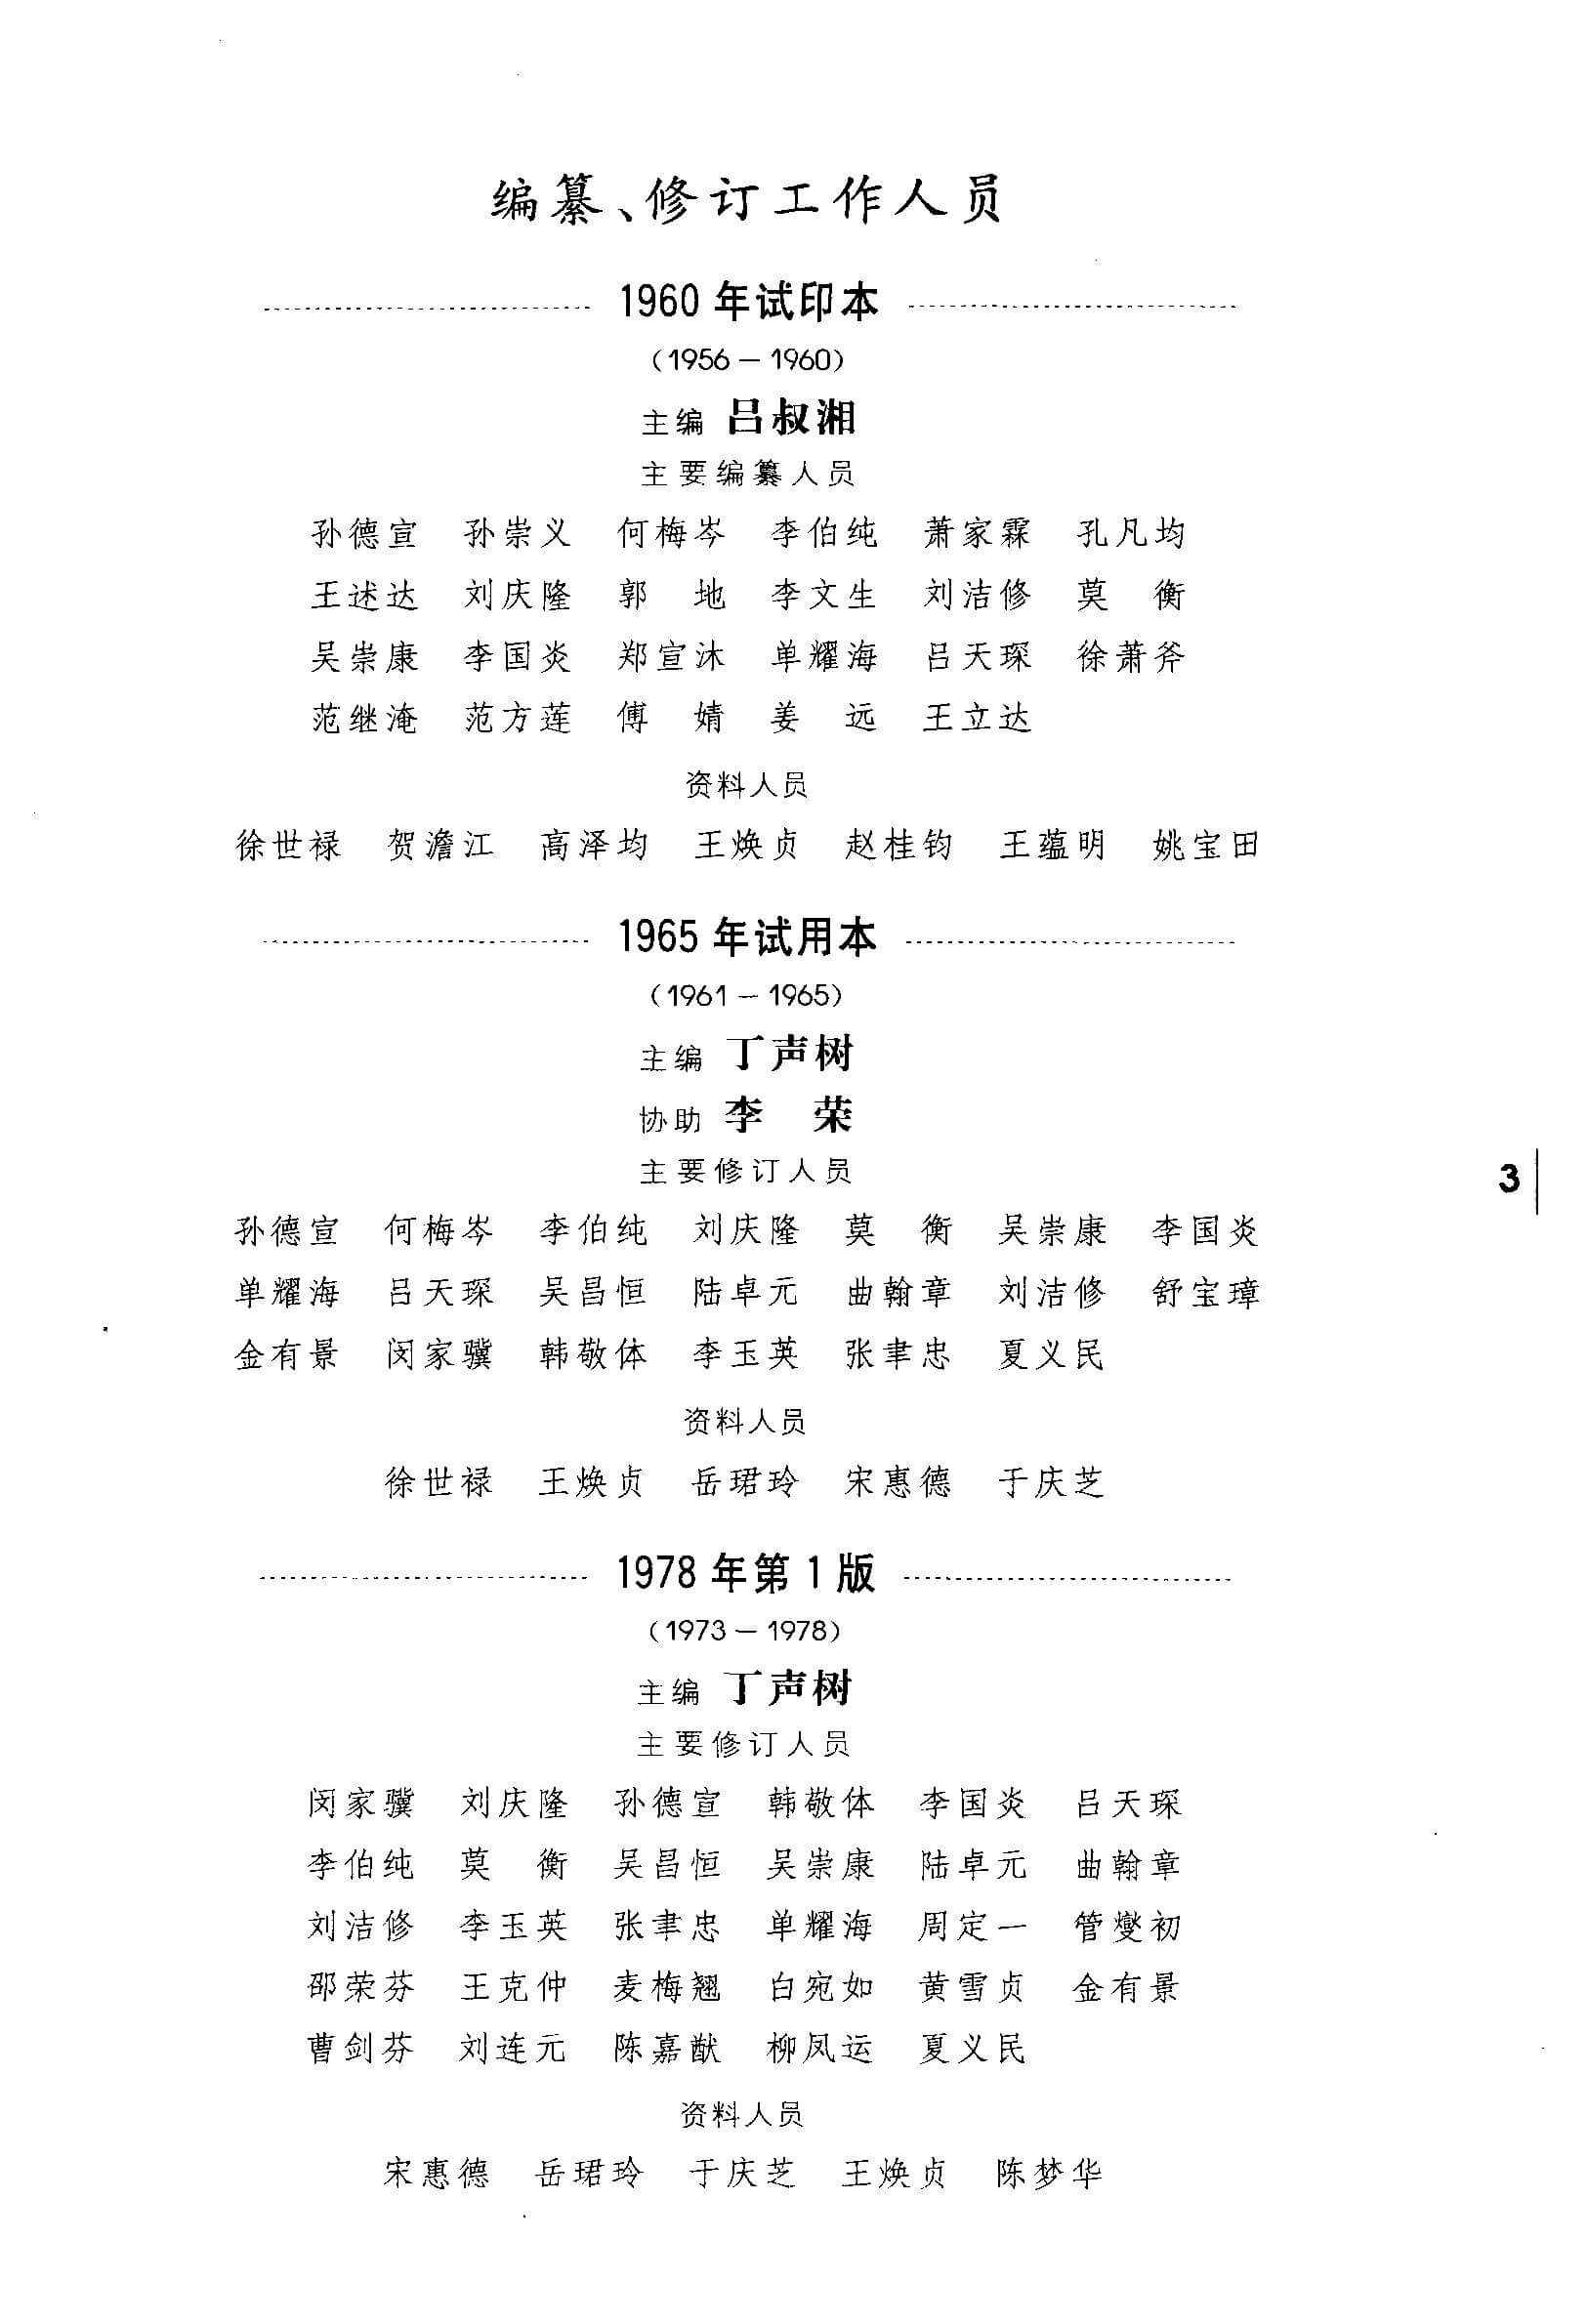 编纂、修订工作人员
1960 年试印本
(1956 – 1960)
主编 吕叔湘
主要编纂人员
孙德宣 孙崇义 何梅岑 李伯纯 萧家霖 孔凡均
王述达 刘庆隆 郭 地 李文生 刘洁修 莫 衡
吴崇康 李国炎 郑宣沐 单耀海 吕天琛 徐萧斧
范继淹 范方莲 傅 婧 姜 远 王立达
资料人员
徐世禄 贺澹江 高泽均 王焕贞 赵桂钧 王蕴明 姚宝田
1965 年试用本
(1961 – 1965)
主编 丁声树
协助 李 荣
主要修订人员
孙德宣 何梅岑 李伯纯 刘庆隆 莫 衡 吴崇康 李国炎
单耀海 吕天琛 吴昌恒 陆卓元 曲翰章 刘洁修 舒宝璋
金有景 闵家骥 韩敬体 李玉英 张聿忠 夏义民
资料人员
徐世禄 王焕贞 岳珺玲 宋惠德 于庆芝
3
1978 年第 1 版
(1973 – 1978)
主编 丁声树
主要修订人员
闵家骥 刘庆隆 孙德宣 韩敬体 李国炎 吕天琛
李伯纯 莫 衡 吴昌恒 吴崇康 陆卓元 曲翰章
刘洁修 李玉英 张聿忠 单耀海 周定一 管燮初
邵荣芬 王克仲 麦梅翘 白宛如 黄雪贞 金有景
曹剑芬 刘连元 陈嘉猷 柳凤运 夏义民
资料人员
宋惠德 岳珺玲 于庆芝 王焕贞 陈梦华